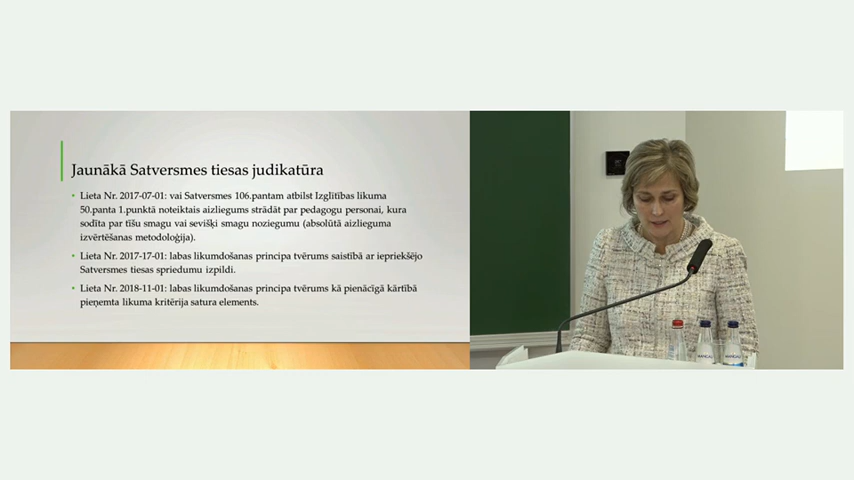 Jaunākā Satversmes tiesas judikatūra
• Lieta Nr. 2017-07-01: vai Satversmes 106.pantam atbilst Izglītības likuma
50.panta 1.punktā noteiktais aizliegums strādāt par pedagogu personai, kura
sodīta par tīšu smagu vai sevišķi smagu noziegumu (absolūtā aizlieguma
izvērtēšanas metodoloģija).
• Lieta Nr. 2017-17-01: labas likumdošanas principa tvērums saistībā ar iepriekšējo
Satversmes tiesas spriedumu izpildi.
• Lieta Nr. 2018-11-01: labas likumdošanas principa tvērums kā pienācīgā kārtībā
pieņemta likuma kritērija satura elements.